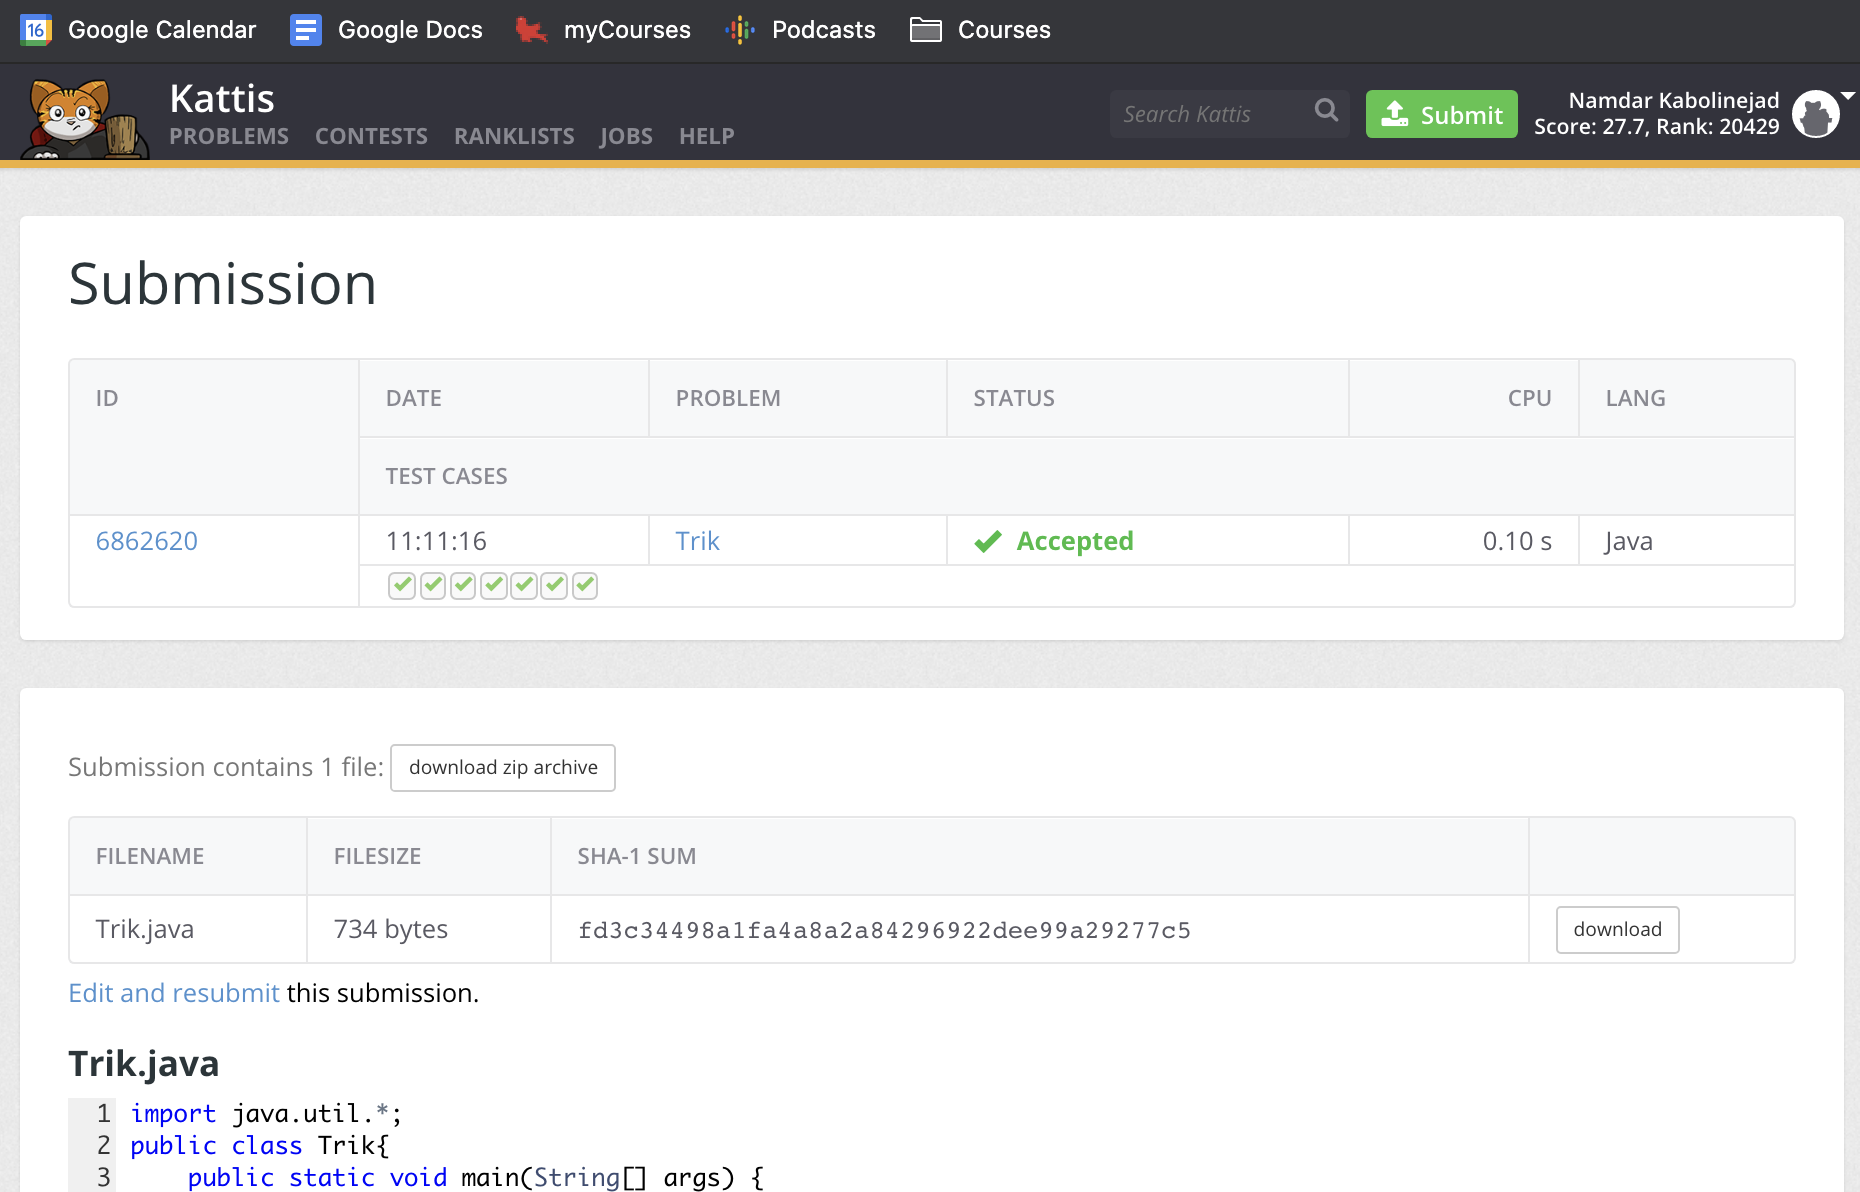 16 Google Calendar Google Docs myCourses Podcasts Courses
Kattis
PROBLEMS CONTESTS RANKLISTS JOBS HELP
Search Kattis
Submit
Namdar Kabolinejad
Score: 27.7, Rank: 20429
Submission
ID DATE PROBLEM STATUS CPU LANG
TEST CASES
6862620 11:11:16 Trik Accepted 0.10 s Java
Submission contains 1 file: download zip archive
FILENAME FILESIZE SHA-1 SUM
Trik.java 734 bytes fd3c34498a1fa4a8a2a84296922dee99a29277c5 download
Edit and resubmit this submission.
Trik.java
1 import java.util.*;
2 public class Trik{
3 public static void main(String[] args) {